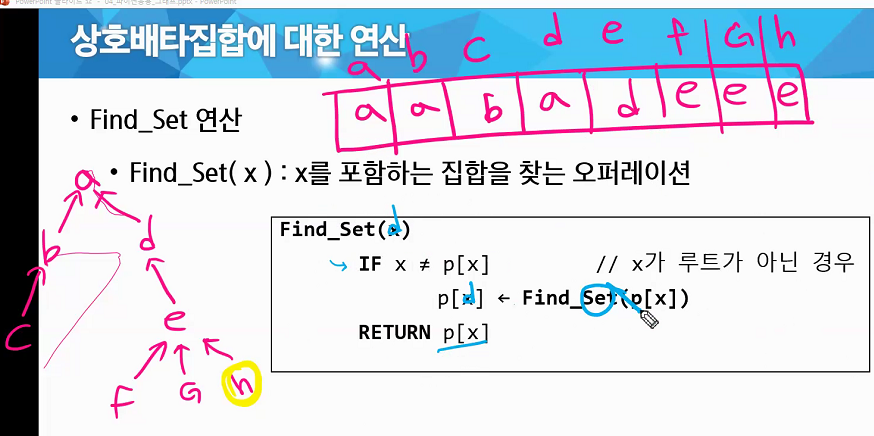 상호배타집합에 대한 연산
a b c d e f G h
a a b a d e e e
• Find_Set 연산
• Find_Set( x ) : x를 포함하는 집합을 찾는 오퍼레이션
a
b d
c e
f G h
Find_Set(d)
IF x ≠ p[x] // x가 루트가 아닌 경우
p[d] ← Find_Set(p[x])
RETURN p[x]